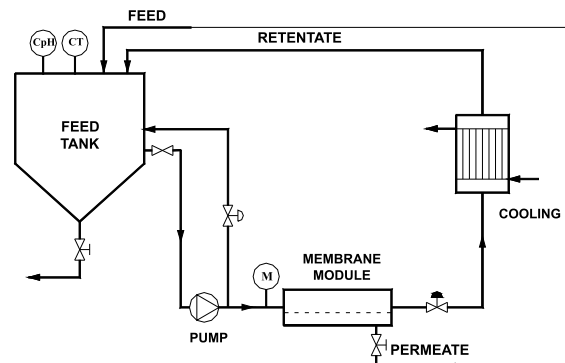 FEED
CpH
CT
RETENTATE
FEED
TANK
COOLING
MEMBRANE
MODULE
M
PUMP
PERMEATE